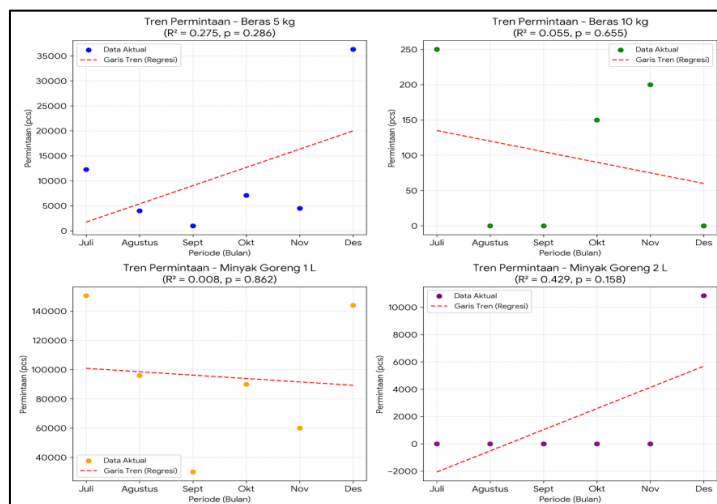 Tren Permintaan - Beras 5 kg
(R² = 0.275, p = 0.286)
Data Aktual
Garis Tren (Regresi)
35000
30000
25000
20000
15000
10000
5000
0
Permintaan (pcs)
Juli Agustus Sept Okt Nov Des
Periode (Bulan)
Tren Permintaan - Beras 10 kg
(R² = 0.055, p = 0.655)
Data Aktual
Garis Tren (Regresi)
250
200
150
100
50
0
Permintaan (pcs)
Juli Agustus Sept Okt Nov Des
Periode (Bulan)
Tren Permintaan - Minyak Goreng 1 L
(R² = 0.008, p = 0.862)
140000
120000
100000
80000
60000
40000
Permintaan (pcs)
Data Aktual
Garis Tren (Regresi)
Juli Agustus Sept Okt Nov Des
Periode (Bulan)
Tren Permintaan - Minyak Goreng 2 L
(R² = 0.429, p = 0.158)
Data Aktual
Garis Tren (Regresi)
10000
8000
6000
4000
2000
0
−2000
Permintaan (pcs)
Juli Agustus Sept Okt Nov Des
Periode (Bulan)